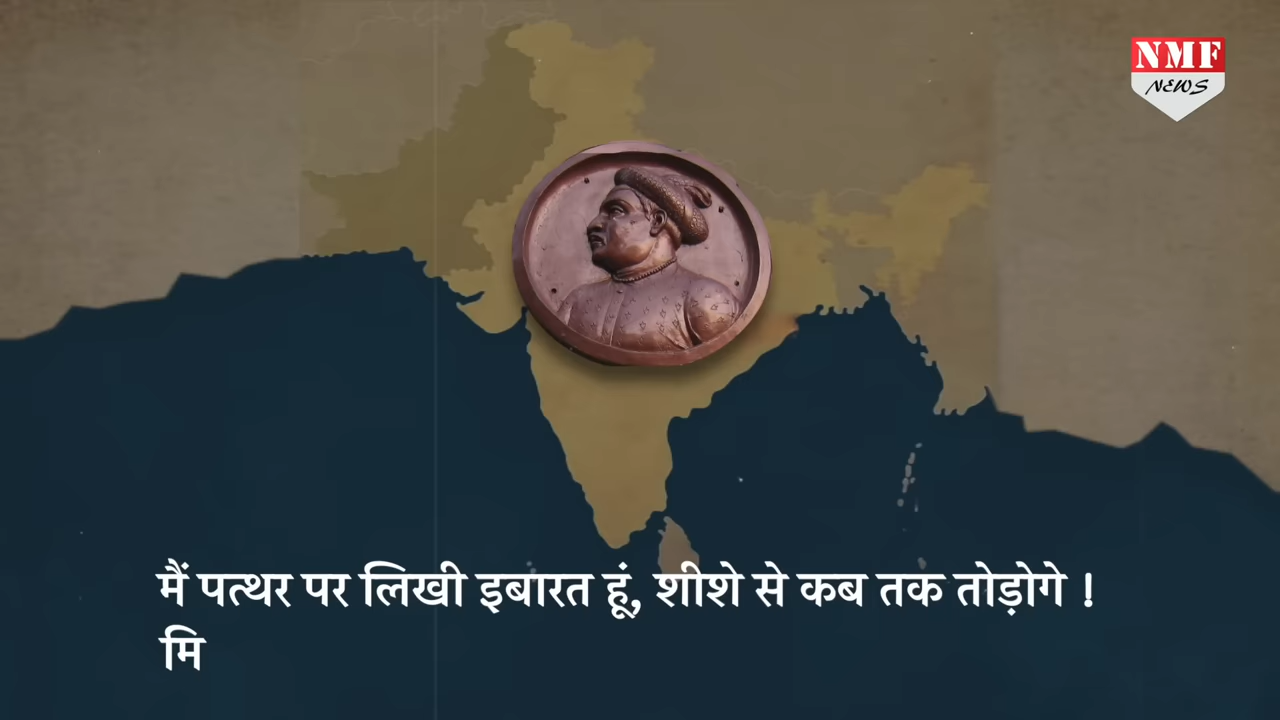 NMF
NEWS
मैं पत्थर पर लिखी इबारत हूं, शीशे से कब तक तोड़ोगे !
मि